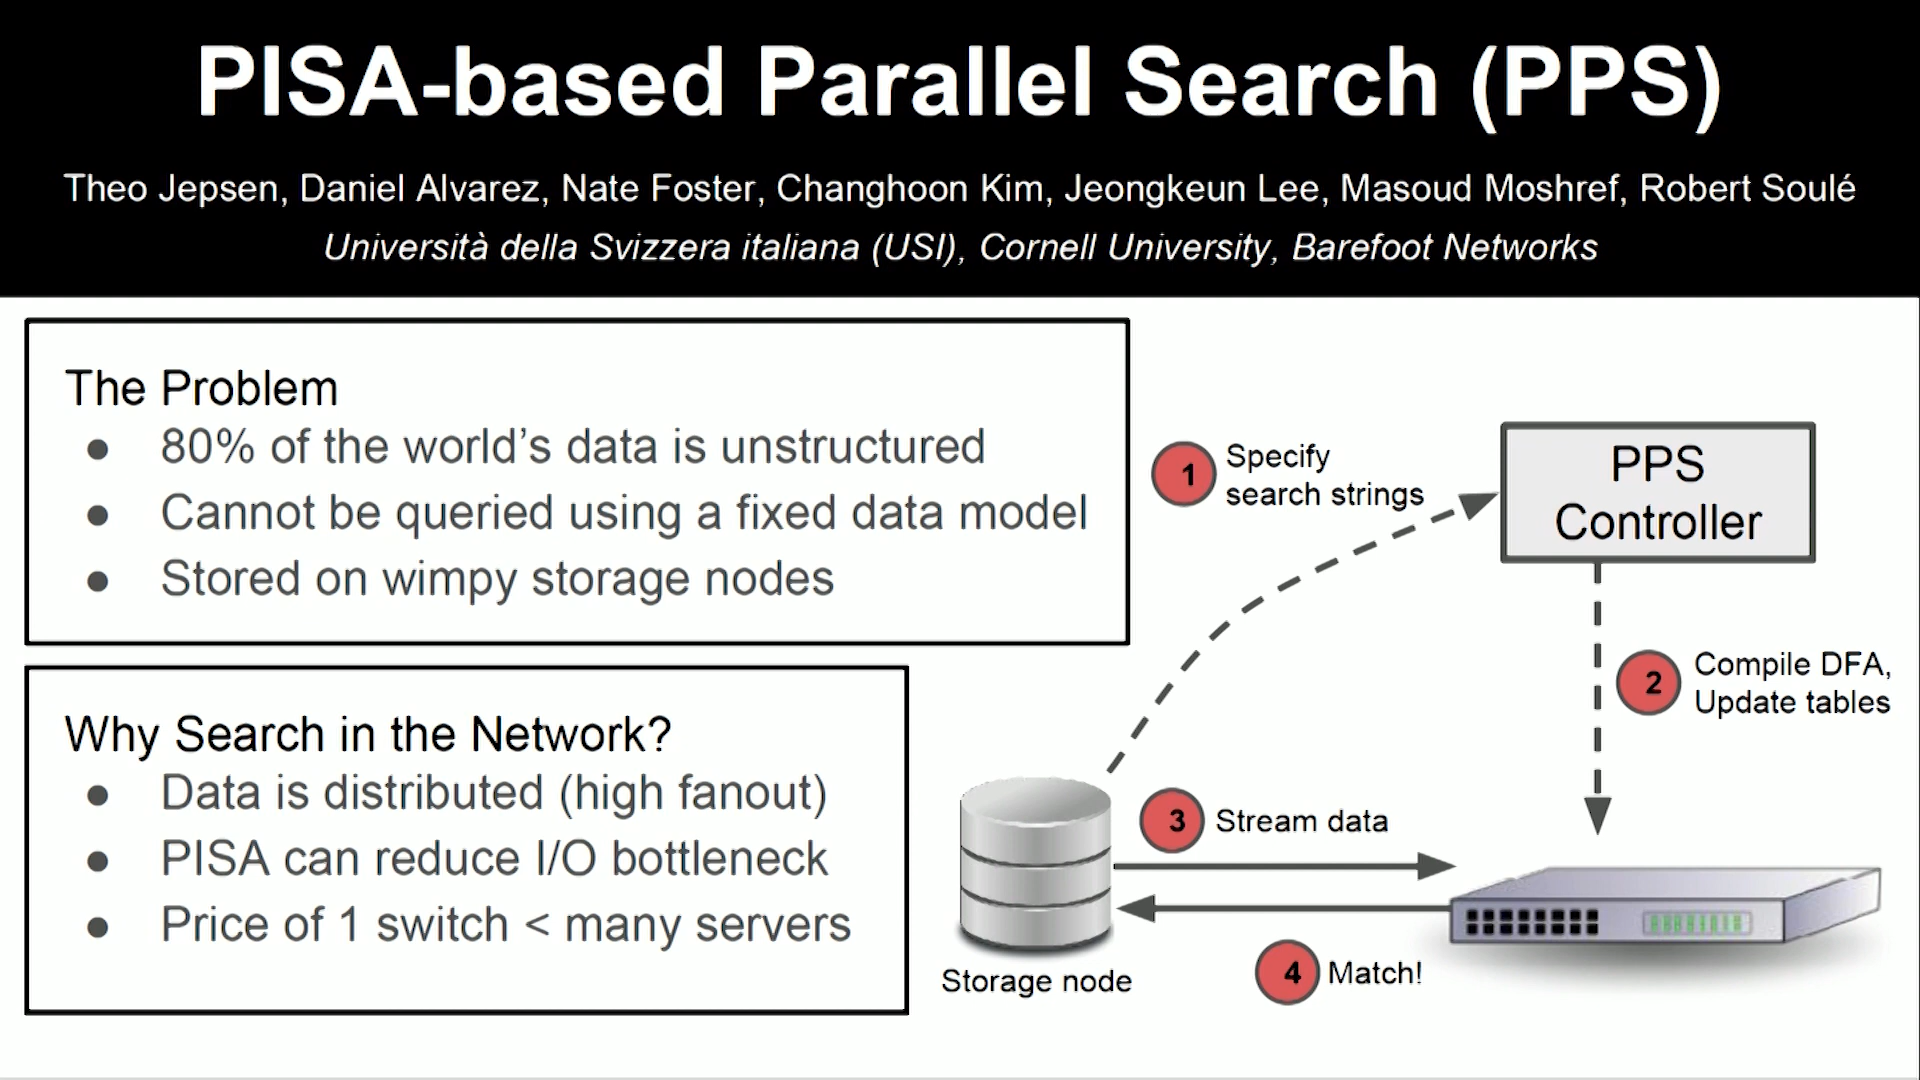 PISA-based Parallel Search (PPS)
Theo Jepsen, Daniel Alvarez, Nate Foster, Changhoon Kim, Jeongkeun Lee, Masoud Moshref, Robert Soulé
Università della Svizzera italiana (USI), Cornell University, Barefoot Networks
The Problem
● 80% of the world's data is unstructured
● Cannot be queried using a fixed data model
● Stored on wimpy storage nodes
Why Search in the Network?
● Data is distributed (high fanout)
● PISA can reduce I/O bottleneck
● Price of 1 switch < many servers
1 Specify
search strings
PPS
Controller
2 Compile DFA,
Update tables
3 Stream data
4 Match!
Storage node